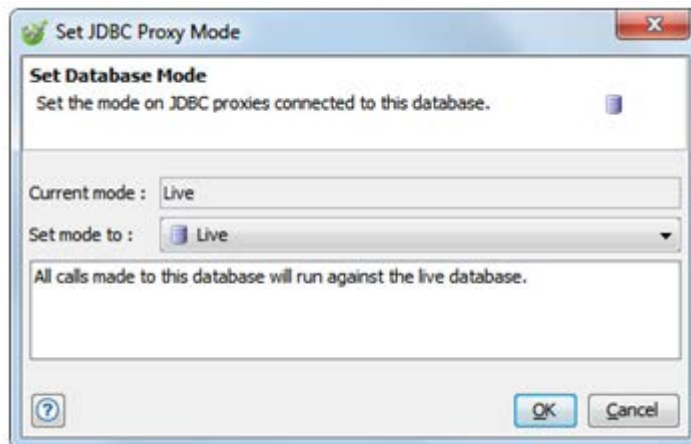 Set JDBC Proxy Mode
Set Database Mode
Set the mode on JDBC proxies connected to this database.
Current mode : Live
Set mode to : Live
All calls made to this database will run against the live database.
? OK Cancel